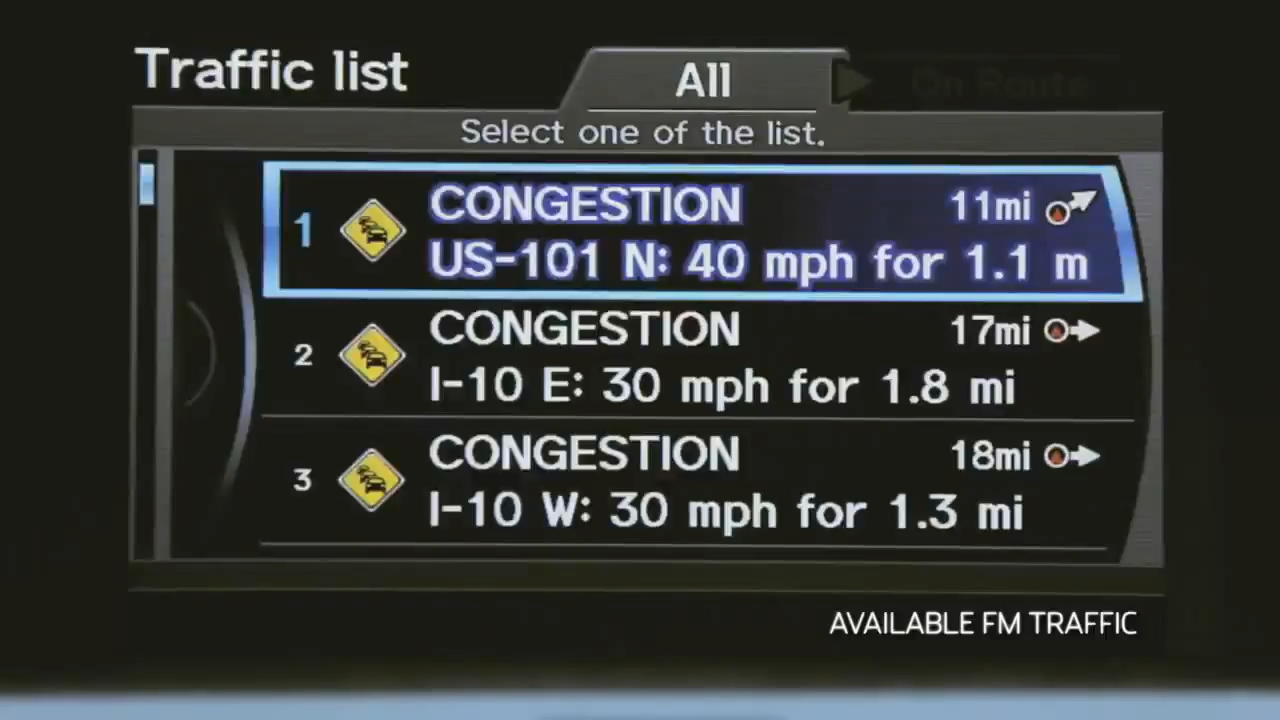 Traffic list
All
On Route
Select one of the list.
1
CONGESTION
11mi
US-101 N: 40 mph for 1.1 m
2
CONGESTION
17mi
I-10 E: 30 mph for 1.8 mi
3
CONGESTION
18mi
I-10 W: 30 mph for 1.3 mi
AVAILABLE FM TRAFFIC